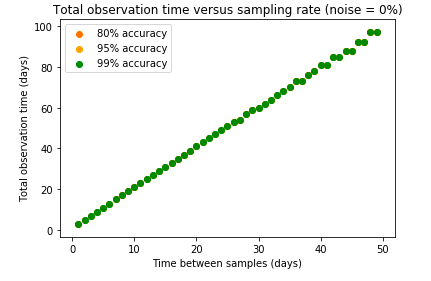 Total observation time versus sampling rate (noise = 0%)
80% accuracy
95% accuracy
99% accuracy
Total observation time (days)
100
80
60
40
20
0
0 10 20 30 40 50
Time between samples (days)